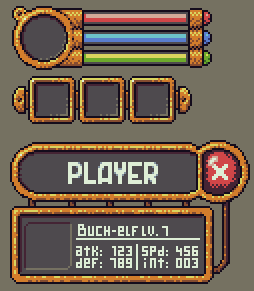 PLAYER
Buch-elf Lv. 7
atk: 123|Spd: 456
def: 789|int: 003